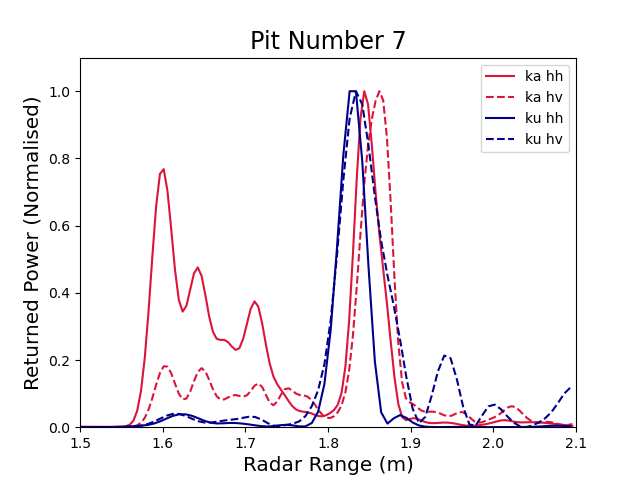 Pit Number 7
ka hh
ka hv
ku hh
ku hv
Returned Power (Normalised)
1.0
0.8
0.6
0.4
0.2
0.0
1.5 1.6 1.7 1.8 1.9 2.0 2.1
Radar Range (m)